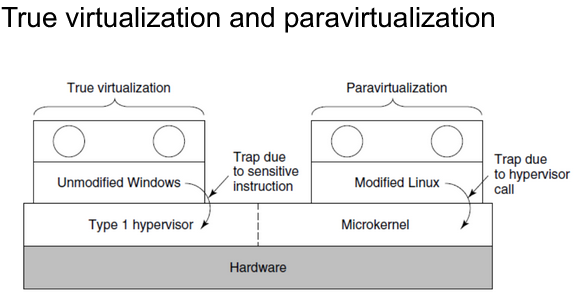 True virtualization and paravirtualization
True virtualization
Paravirtualization
Unmodified Windows
Trap due
to sensitive
instruction
Modified Linux
Trap due
to hypervisor
call
Type 1 hypervisor
Microkernel
Hardware